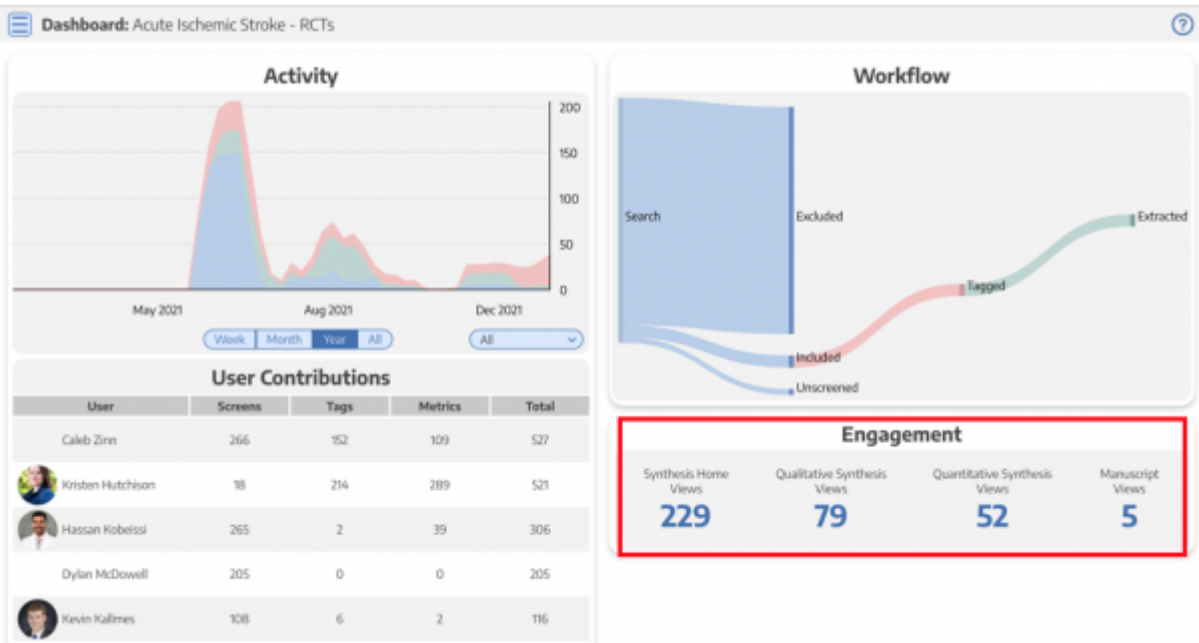 Dashboard: Acute Ischemic Stroke - RCTs
Activity
200
150
100
50
0
May 2021
Aug 2021
Dec 2021
Week Month Year All
All
User Contributions
User Screens Tags Metrics Total
Caleb Zinn 266 152 109 527
Kristen Hutchison 18 214 289 521
Hassan Kobeissi 265 2 39 306
Dylan McDowell 205 0 0 205
Kevin Kallmes 108 6 2 116
Workflow
Search
Excluded
Extracted
Tagged
Included
Unscreened
Engagement
Synthesis Home
Views
229
Qualitative Synthesis
Views
79
Quantitative Synthesis
Views
52
Manuscript
Views
5